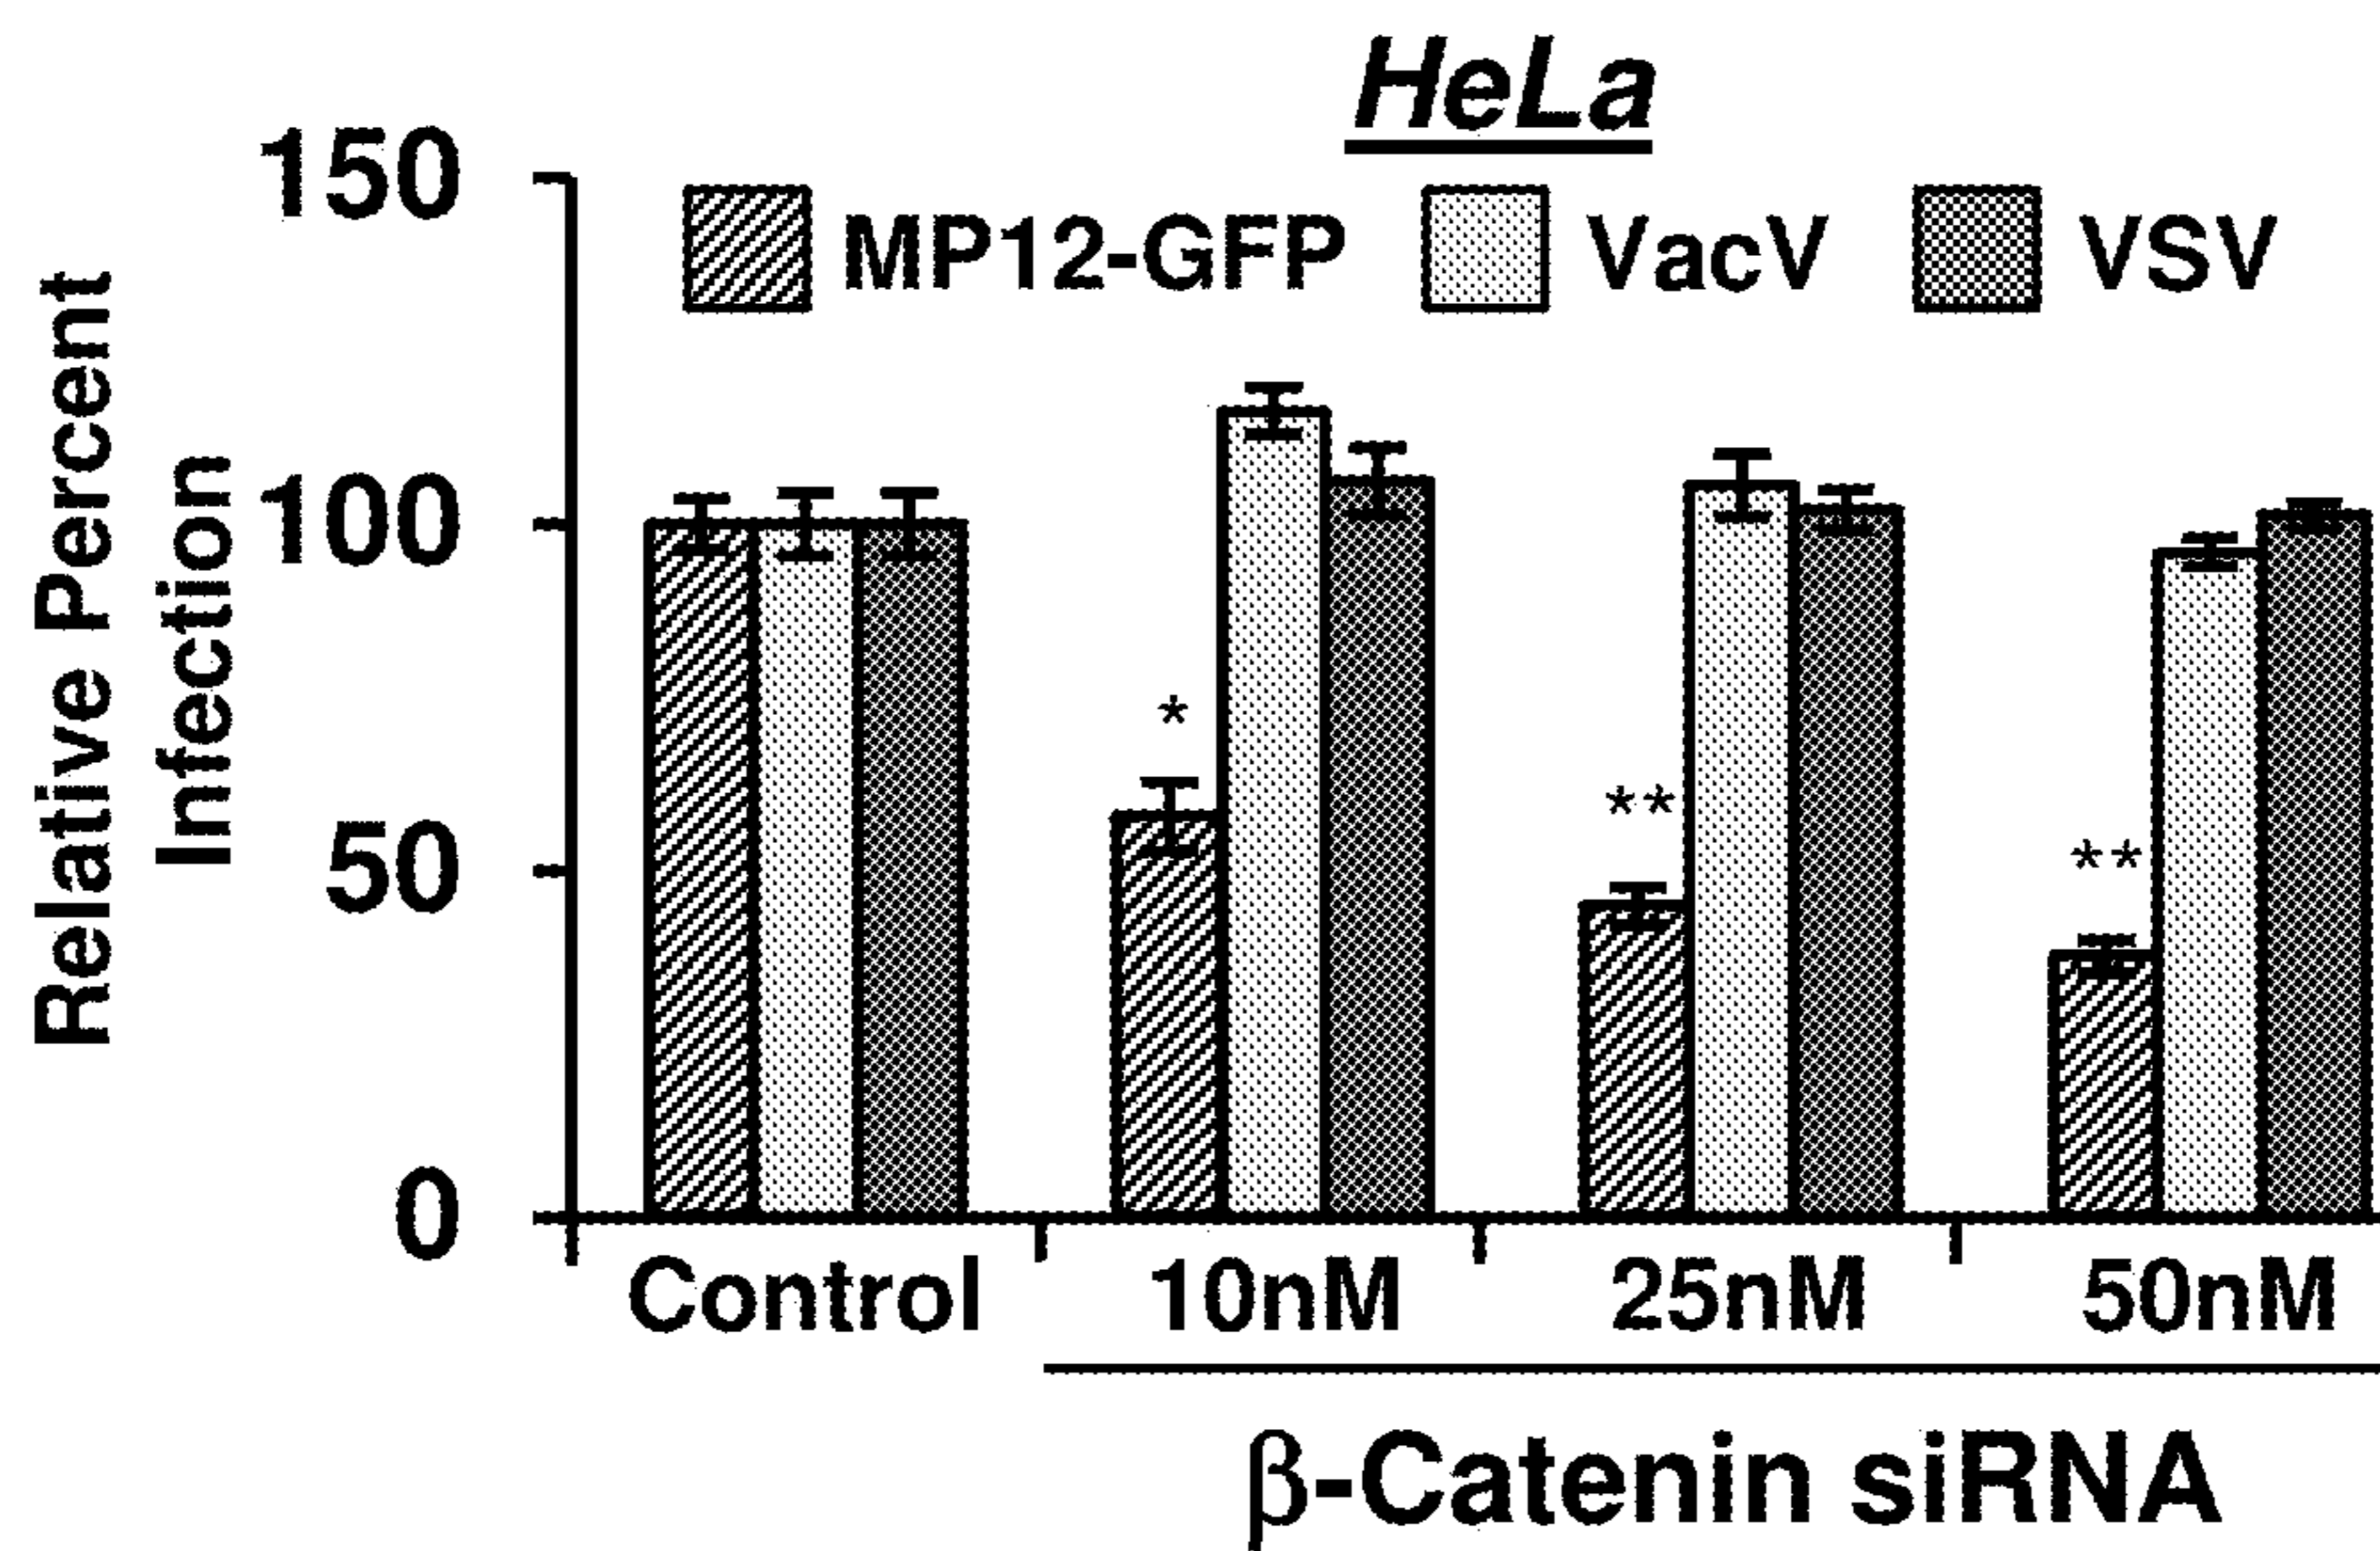 HeLa
MP12-GFP VacV VSV
Relative Percent
Infection
150
100
50
0
*
**
**
Control 10nM 25nM 50nM
β-Catenin siRNA